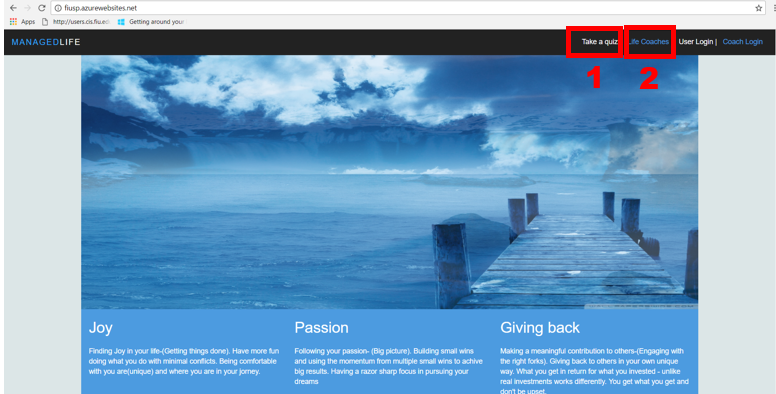 fiusp.azurewebsites.net
Apps http://users.cis.fiu.ed Getting around your
MANAGEDLIFE Take a quiz Life Coaches User Login | Coach Login
1 2
Joy
Finding Joy in your life-(Getting things done). Have more fun
doing what you do with minimal conflicts. Being comfortable
with you are(unique) and where you are in your jorney.
Passion
Following your passion- (Big picture). Building small wins
and using the momentum from multiple small wins to achive
big results. Having a razor sharp focus in pursuing your
dreams
Giving back
Making a meaningful contribution to others-(Engaging with
the right forks). Giving back to others in your own unique
way. What you get in return for what you invested - unlike
real investments works differently. You get what you get and
don't be upset.